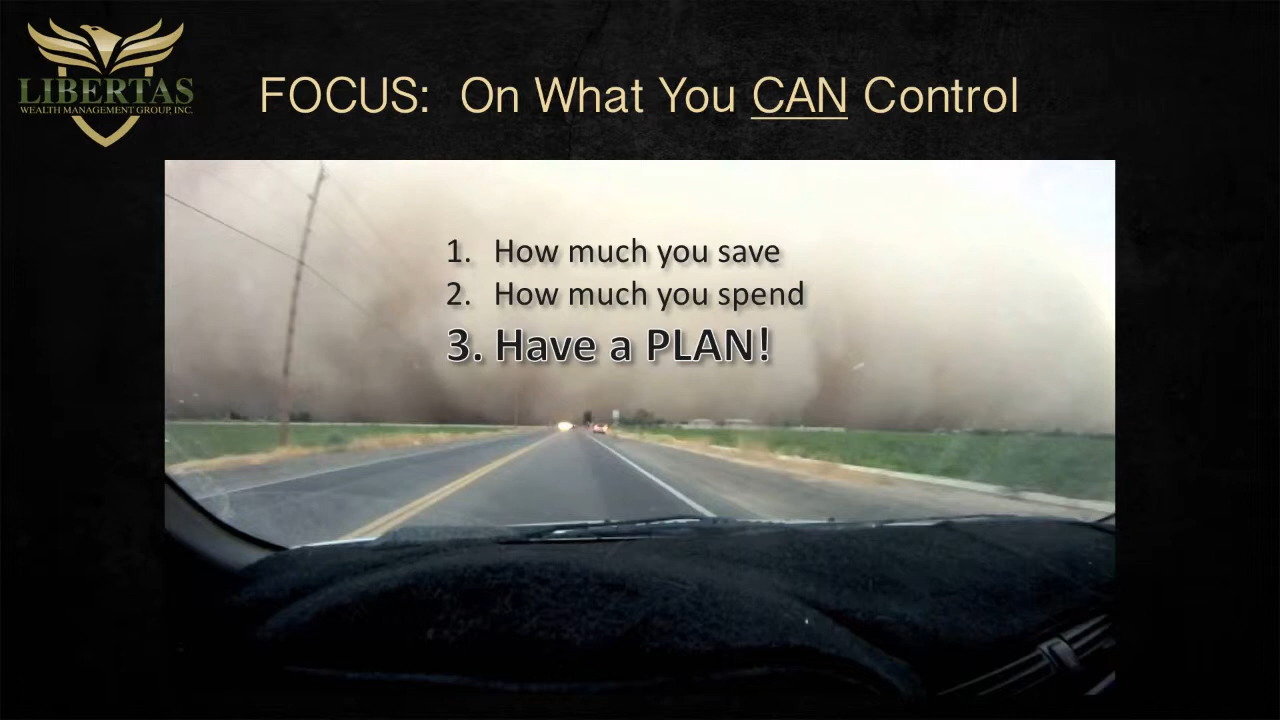 LIBERTAS
WEALTH MANAGEMENT GROUP, INC.
FOCUS: On What You CAN Control
1. How much you save
2. How much you spend
3. Have a PLAN!